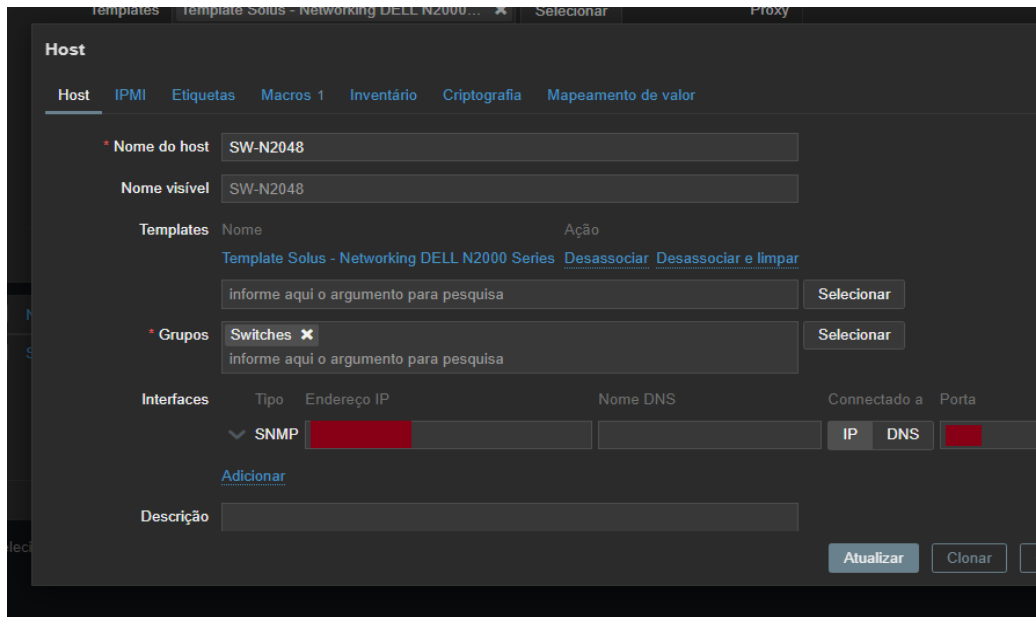 Templates Template Solus - Networking DELL N2000... ✖ Selecionar Proxy
Host
Host IPMI Etiquetas Macros 1 Inventário Criptografia Mapeamento de valor
* Nome do host SW-N2048
Nome visível SW-N2048
Templates Nome Ação
Template Solus - Networking DELL N2000 Series Desassociar Desassociar e limpar
informe aqui o argumento para pesquisa Selecionar
* Grupos Switches ✖ Selecionar
informe aqui o argumento para pesquisa
Interfaces Tipo Endereço IP Nome DNS Connectado a Porta
SNMP IP DNS
Adicionar
Descrição
Atualizar Clonar